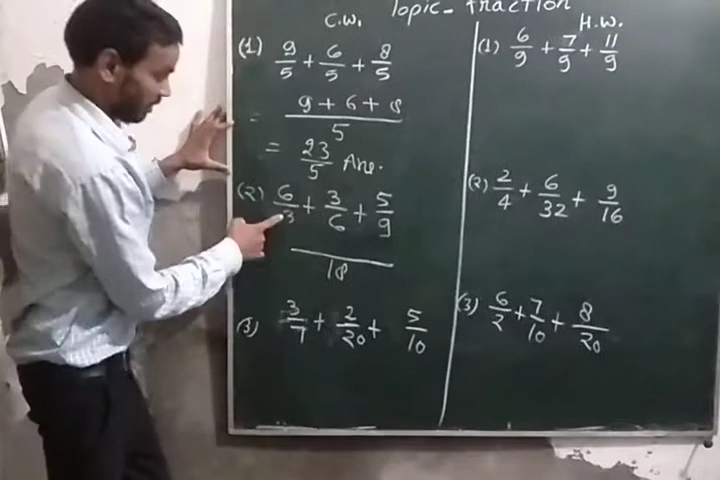 Topic - fraction
C.W.
(1) 9/5 + 6/5 + 8/5
= 9 + 6 + 8 / 5
= 23/5 Ans.
(2) 6/3 + 3/6 + 5/9
/ 18
(3) 3/7 + 2/20 + 5/10
H.W.
(1) 6/9 + 7/9 + 11/9
(2) 2/4 + 6/32 + 9/16
(3) 6/2 + 7/10 + 8/20